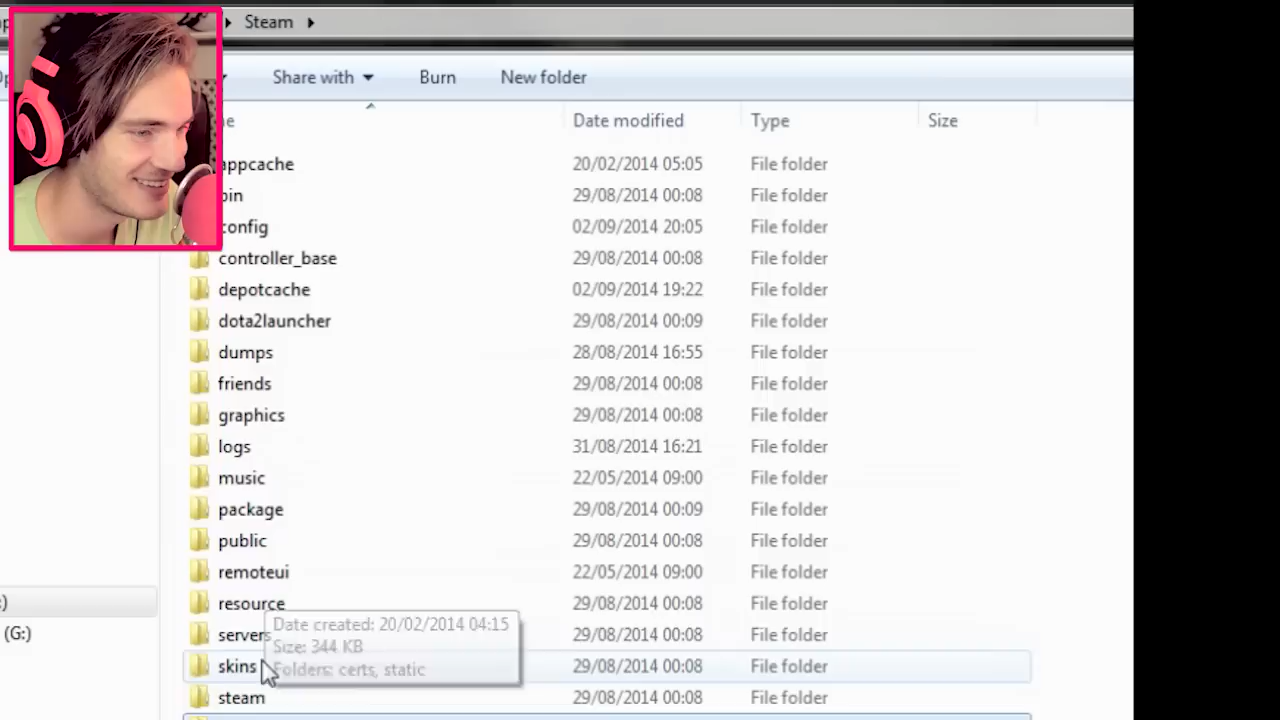 Steam
Share with Burn New folder
Date modified Type Size
appcache 20/02/2014 05:05 File folder
bin 29/08/2014 00:08 File folder
config 02/09/2014 20:05 File folder
controller_base 29/08/2014 00:08 File folder
depotcache 02/09/2014 19:22 File folder
dota2launcher 29/08/2014 00:09 File folder
dumps 28/08/2014 16:55 File folder
friends 29/08/2014 00:08 File folder
graphics 29/08/2014 00:08 File folder
logs 31/08/2014 16:21 File folder
music 22/05/2014 09:00 File folder
package 29/08/2014 00:09 File folder
public 29/08/2014 00:08 File folder
remoteui 22/05/2014 09:00 File folder
resource 29/08/2014 00:08 File folder
servers 29/08/2014 00:08 File folder
skins 29/08/2014 00:08 File folder
steam 29/08/2014 00:08 File folder
Date created: 20/02/2014 04:15
Size: 344 KB
Folders: certs, static
:)
(G:)